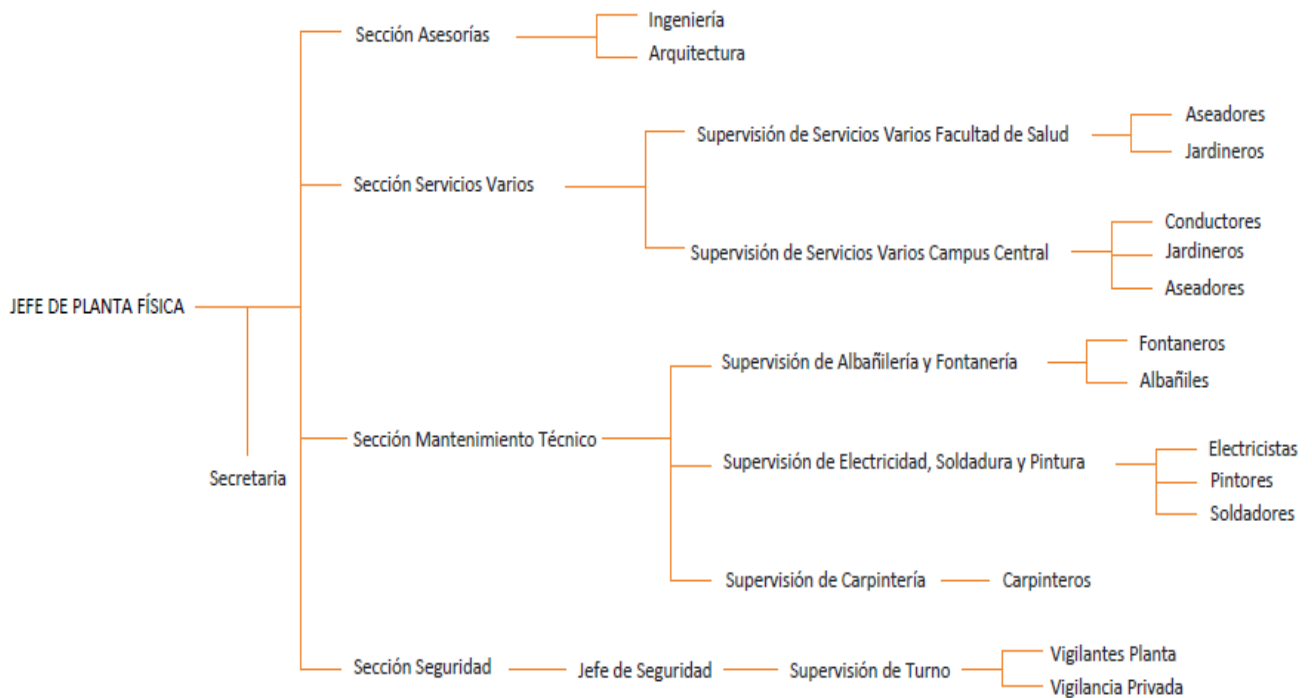 Ingeniería
Sección Asesorías
Arquitectura
Aseadores
Supervisión de Servicios Varios Facultad de Salud
Jardineros
Sección Servicios Varios
Conductores
Supervisión de Servicios Varios Campus Central
Jardineros
Aseadores
JEFE DE PLANTA FÍSICA
Fontaneros
Supervisión de Albañilería y Fontanería
Albañiles
Sección Mantenimiento Técnico
Electricistas
Supervisión de Electricidad, Soldadura y Pintura
Pintores
Soldadores
Secretaria
Supervisión de Carpintería
Carpinteros
Sección Seguridad
Jefe de Seguridad
Supervisión de Turno
Vigilantes Planta
Vigilancia Privada